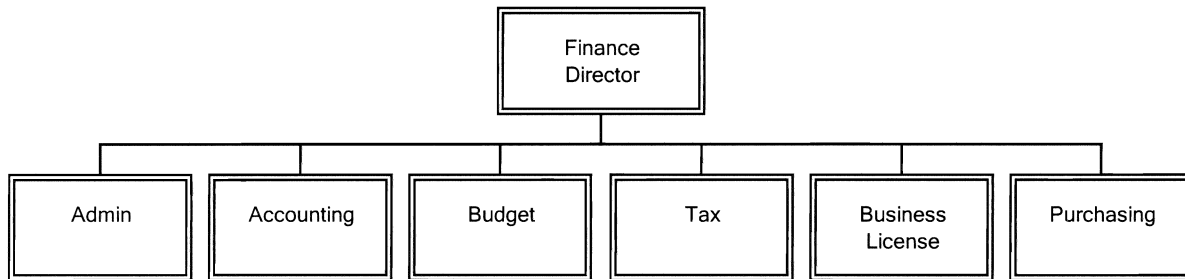 Finance
Director
Admin
Accounting
Budget
Tax
Business
License
Purchasing